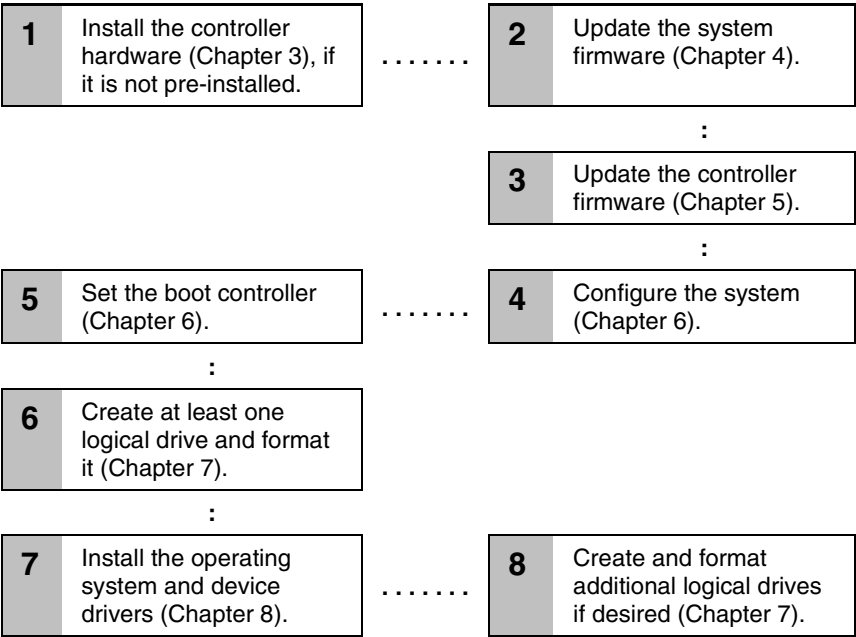 1
Install the controller
hardware (Chapter 3), if
it is not pre-installed.
.......
2
Update the system
firmware (Chapter 4).
:
3
Update the controller
firmware (Chapter 5).
:
4
Configure the system
(Chapter 6).
.......
5
Set the boot controller
(Chapter 6).
:
6
Create at least one
logical drive and format
it (Chapter 7).
:
7
Install the operating
system and device
drivers (Chapter 8).
.......
8
Create and format
additional logical drives
if desired (Chapter 7).